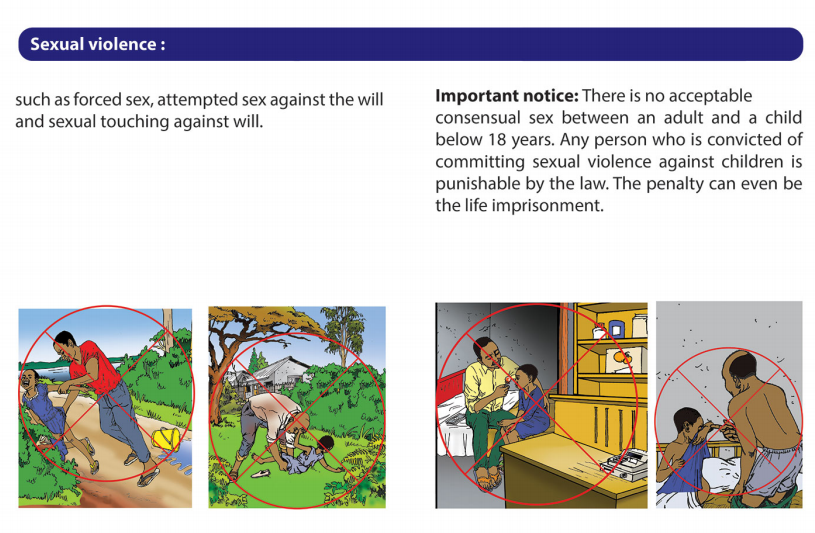 Sexual violence :
such as forced sex, attempted sex against the will
and sexual touching against will.
Important notice: There is no acceptable
consensual sex between an adult and a child
below 18 years. Any person who is convicted of
committing sexual violence against children is
punishable by the law. The penalty can even be
the life imprisonment.